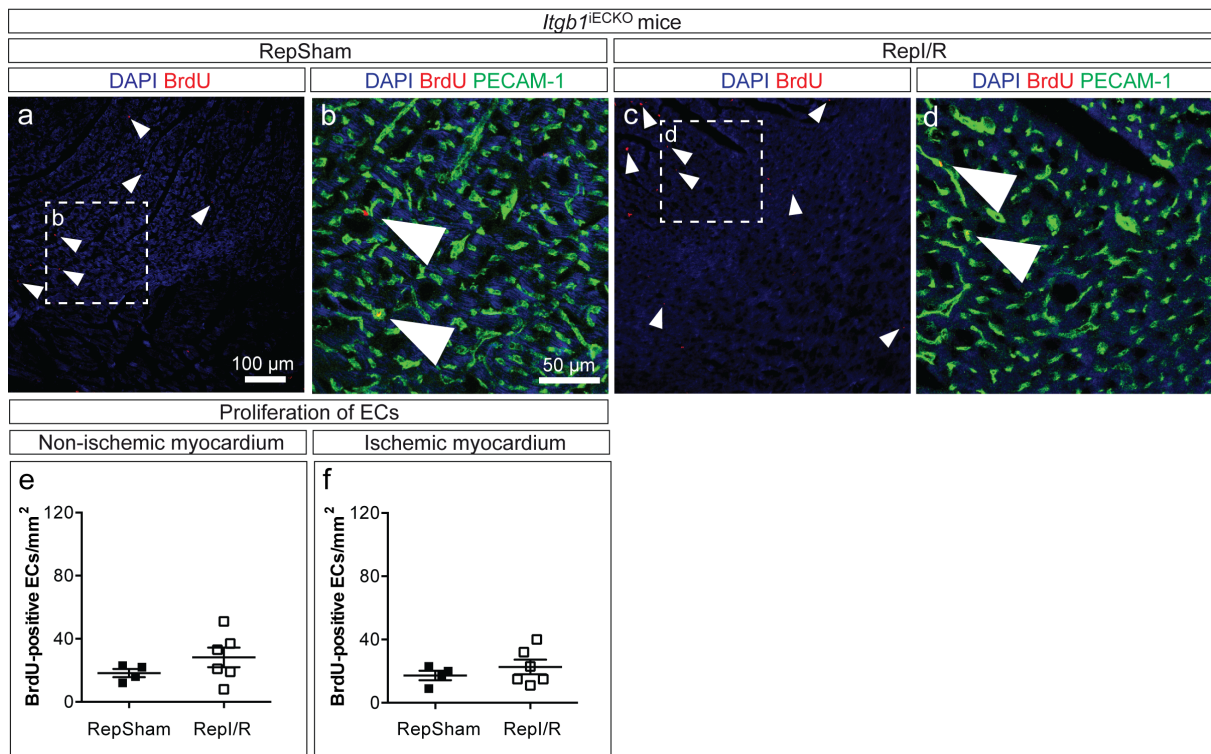 Itgb1iECKO mice
RepSham
RepI/R
DAPI BrdU
DAPI BrdU PECAM-1
DAPI BrdU
DAPI BrdU PECAM-1
a
b
100 µm
b
50 µm
c
d
d
Proliferation of ECs
Non-ischemic myocardium
Ischemic myocardium
e
BrdU-positive ECs/mm2
120
80
40
0
RepSham
RepI/R
f
BrdU-positive ECs/mm2
120
80
40
0
RepSham
RepI/R